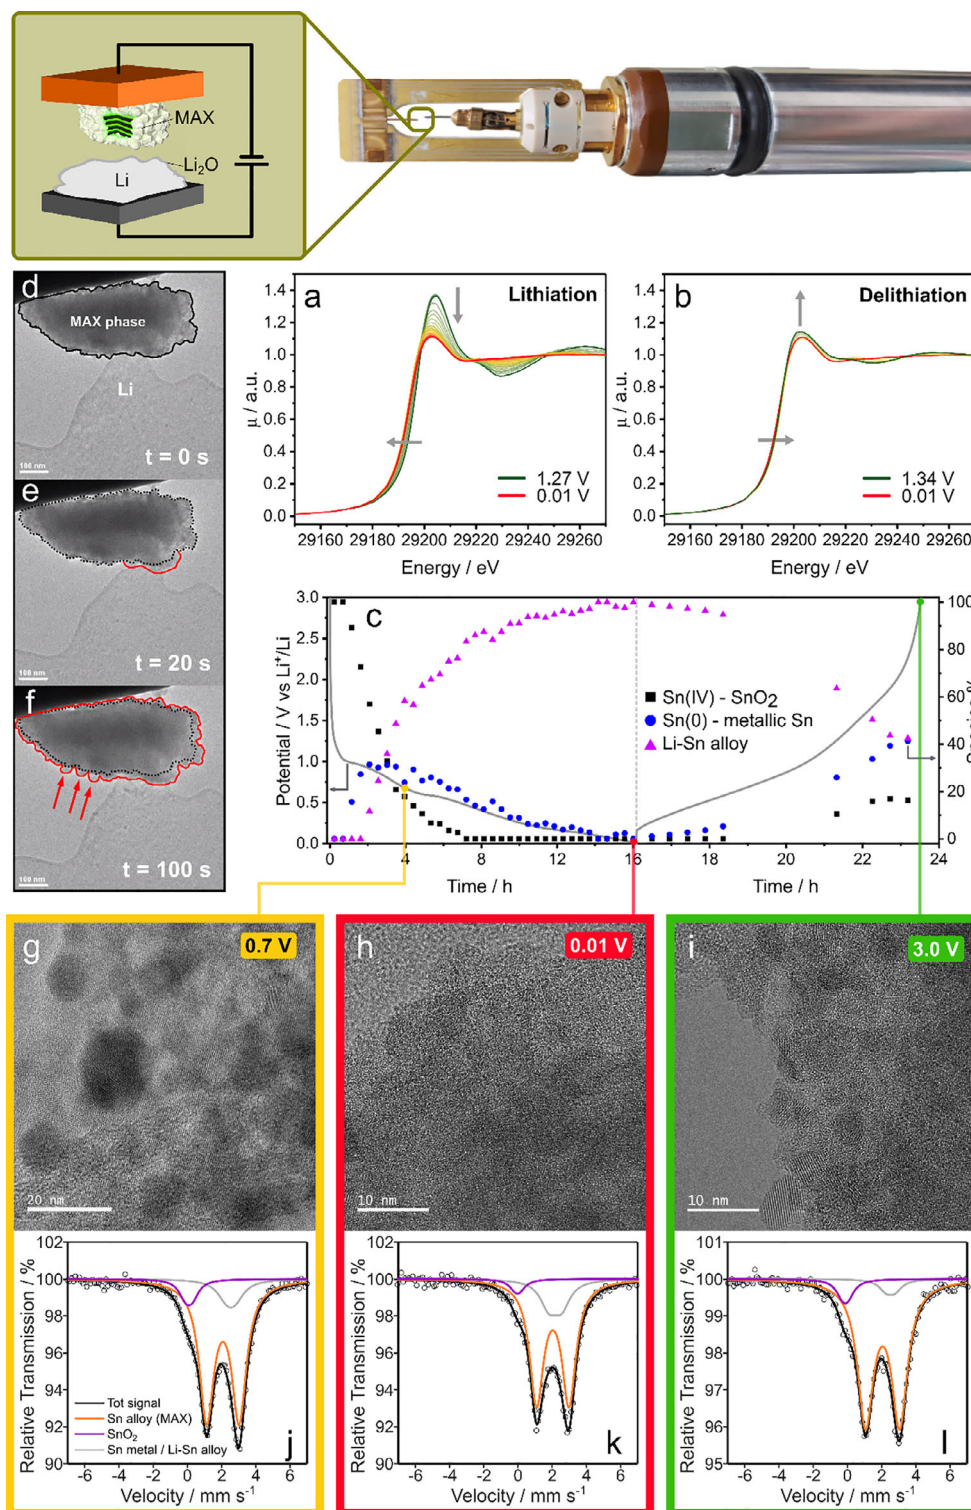 MAX
Li₂O
Li
d
MAX phase
Li
t = 0 s
100 nm
e
t = 20 s
100 nm
f
t = 100 s
100 nm
a
Lithiation
1.4
1.2
1.0
0.8
0.6
0.4
0.2
0.0
μ / a.u.
1.27 V
0.01 V
29160 29180 29200 29220 29240 29260
Energy / eV
b
Delithiation
1.4
1.2
1.0
0.8
0.6
0.4
0.2
0.0
μ / a.u.
1.34 V
0.01 V
29160 29180 29200 29220 29240 29260
Energy / eV
c
3.0
2.5
2.0
1.5
1.0
0.5
0.0
Potential / V vs Li⁺/Li
Sn(IV) - SnO₂
Sn(0) - metallic Sn
Li-Sn alloy
100
80
60
40
20
0
0 4 8 12 16 20 22 24
Time / h
Time / h
g
0.7 V
20 nm
h
0.01 V
10 nm
i
3.0 V
10 nm
102
100
98
96
94
92
90
Relative Transmission / %
Tot signal
Sn alloy (MAX)
SnO₂
Sn metal / Li-Sn alloy
j
-6 -4 -2 0 2 4 6
Velocity / mm s⁻¹
102
100
98
96
94
92
90
Relative Transmission / %
k
-6 -4 -2 0 2 4 6
Velocity / mm s⁻¹
101
100
99
98
97
96
95
Relative Transmission / %
l
-6 -4 -2 0 2 4 6
Velocity / mm s⁻¹